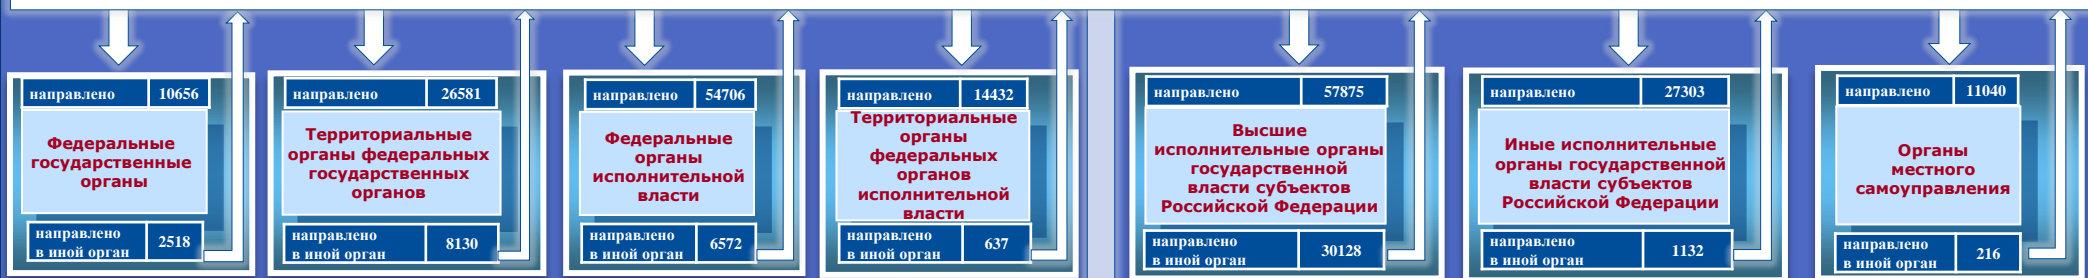 направлено 10656
Федеральные
государственные
органы
направлено
в иной орган 2518
направлено 26581
Территориальные
органы федеральных
государственных
органов
направлено
в иной орган 8130
направлено 54706
Федеральные
органы
исполнительной
власти
направлено
в иной орган 6572
направлено 14432
Территориальные
органы
федеральных
органов
исполнительной
власти
направлено
в иной орган 637
направлено 57875
Высшие
исполнительные органы
государственной
власти субъектов
Российской Федерации
направлено
в иной орган 30128
направлено 27303
Иные исполнительные
органы государственной
власти субъектов
Российской Федерации
направлено
в иной орган 1132
направлено 11040
Органы
местного
самоуправления
направлено
в иной орган 216